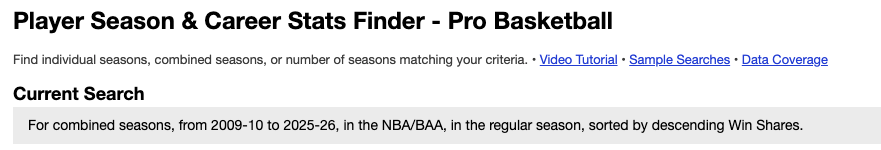 Player Season & Career Stats Finder - Pro Basketball
Find individual seasons, combined seasons, or number of seasons matching your criteria. • Video Tutorial • Sample Searches • Data Coverage
Current Search
For combined seasons, from 2009-10 to 2025-26, in the NBA/BAA, in the regular season, sorted by descending Win Shares.